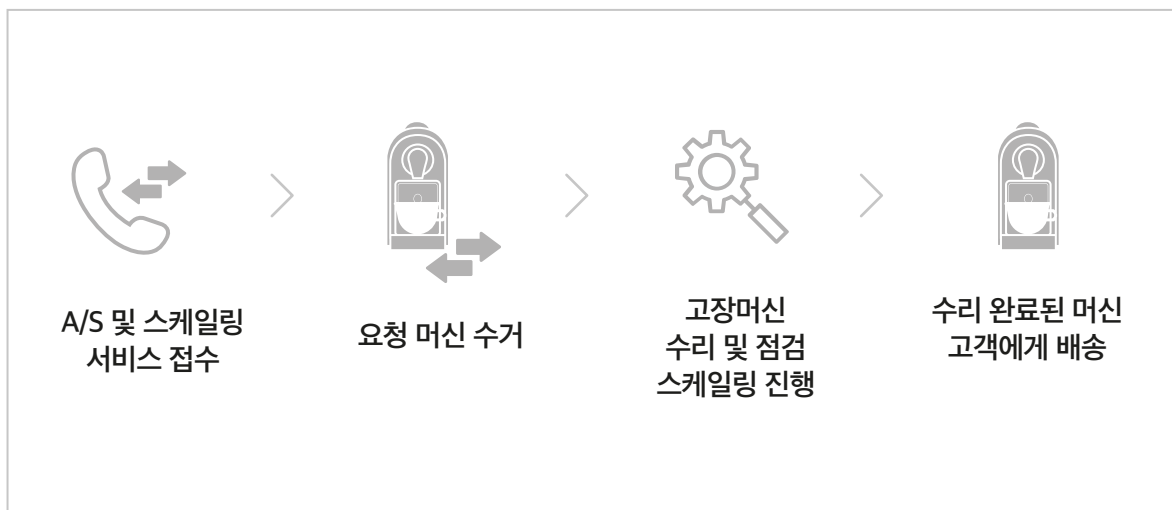 A/S 및 스케일링
서비스 접수
요청 머신 수거
고장머신
수리 및 점검
스케일링 진행
수리 완료된 머신
고객에게 배송